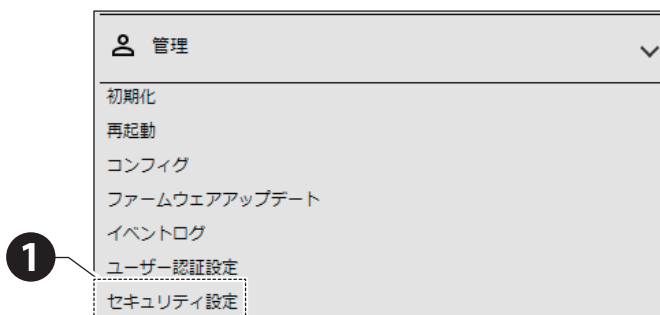 管理
初期化
再起動
コンフィグ
ファームウェアアップデート
イベントログ
ユーザー認証設定
1
セキュリティ設定